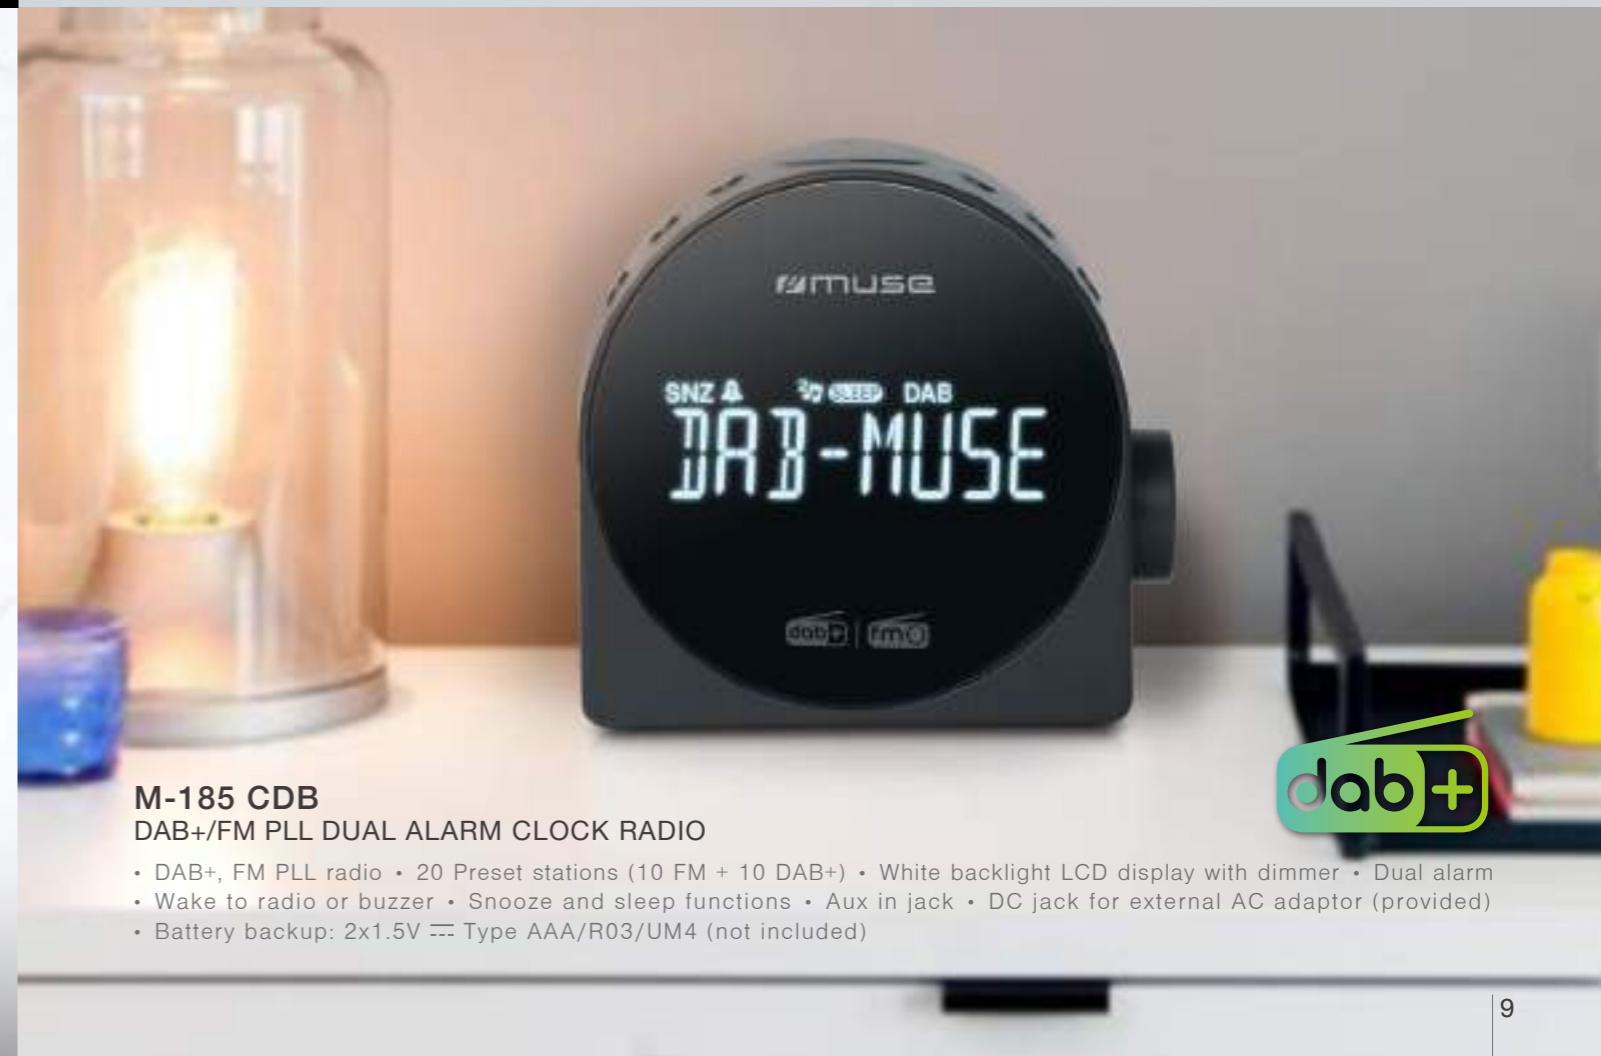 muse
SNZ SLEEP DAB
DAB-MUSE
dab+ fm
dab+
M-185 CDB
DAB+/FM PLL DUAL ALARM CLOCK RADIO
• DAB+, FM PLL radio • 20 Preset stations (10 FM + 10 DAB+) • White backlight LCD display with dimmer • Dual alarm
• Wake to radio or buzzer • Snooze and sleep functions • Aux in jack • DC jack for external AC adaptor (provided)
• Battery backup: 2x1.5V ⎓ Type AAA/R03/UM4 (not included)
9